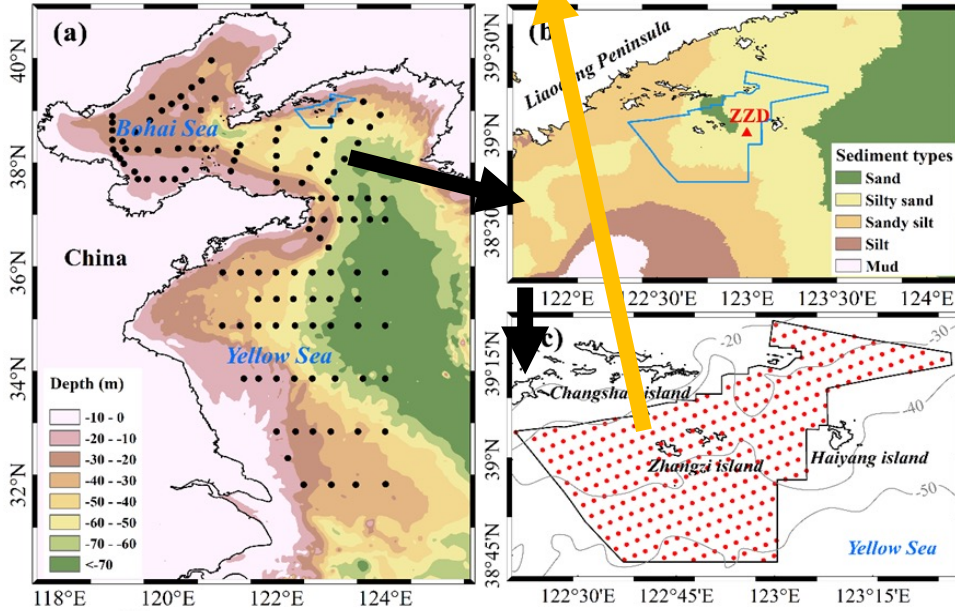 (a)
40°N
38°N
36°N
34°N
32°N
Bohai Sea
China
Yellow Sea
Depth (m)
-10 - 0
-20 - -10
-30 - -20
-40 - -30
-50 - -40
-60 - -50
-70 - -60
<-70
118°E
120°E
122°E
124°E
(b)
39°30'N
39°N
38°30'N
Liaodong Peninsula
ZZD
Sediment types
Sand
Silty sand
Sandy silt
Silt
Mud
122°E
122°30'E
123°E
123°30'E
124°E
c)
39°15'N
39°N
38°45'N
-20
-30
-40
-50
Changshan island
Zhangzi island
Haiyang island
Yellow Sea
122°30'E
122°45'E
123°E
123°15'E